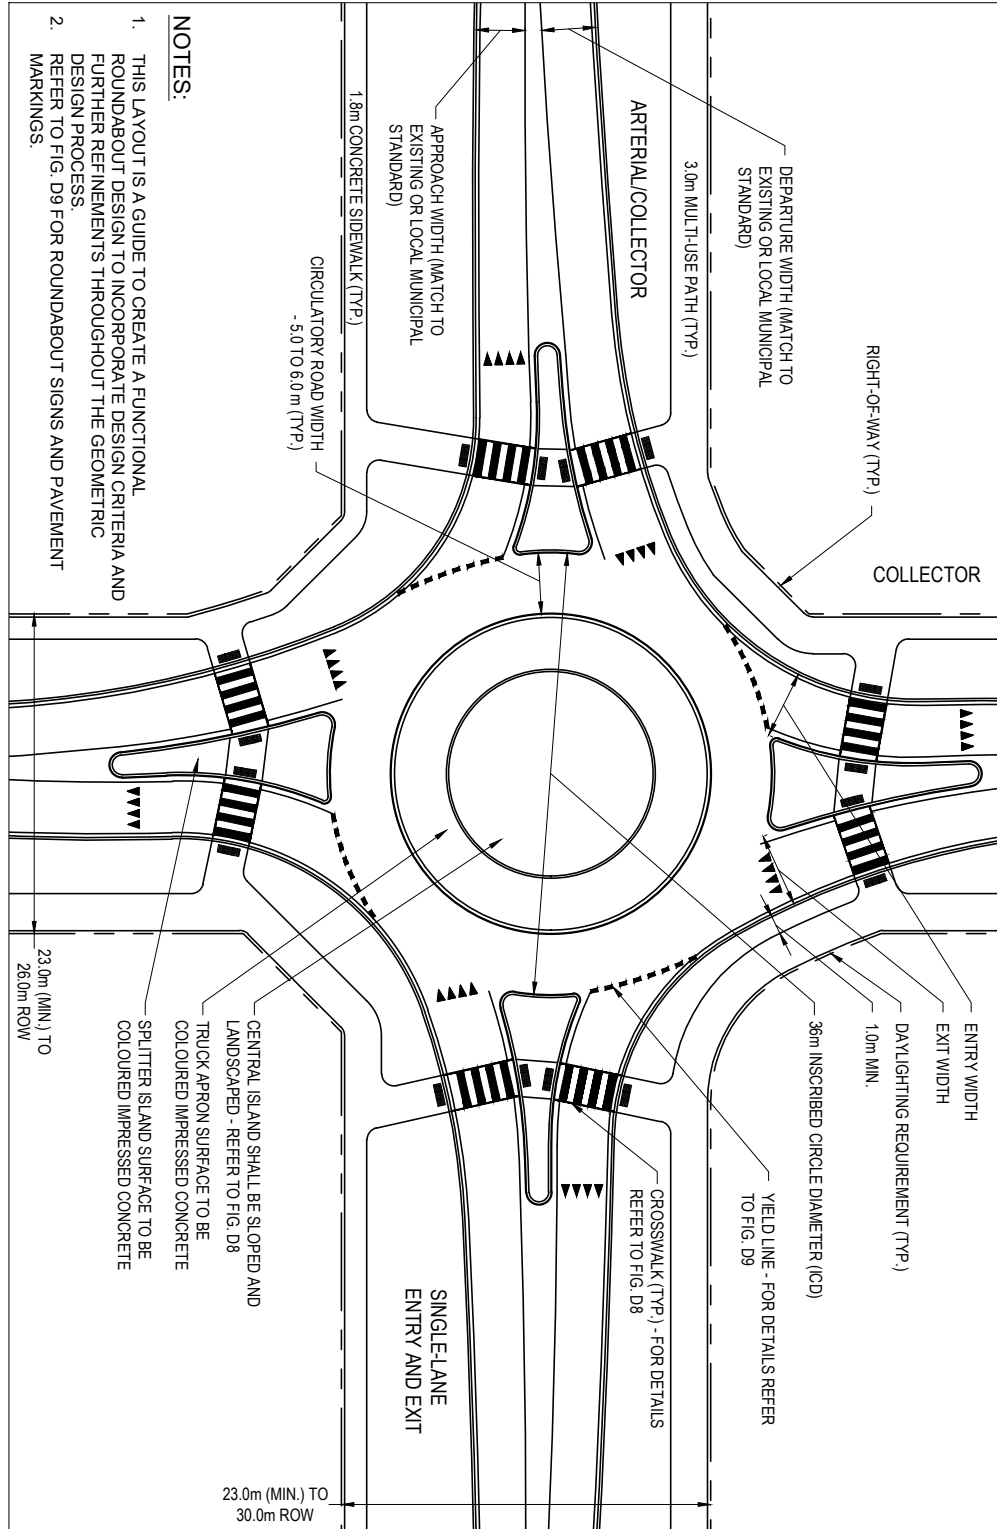 NOTES:
1. THIS LAYOUT IS A GUIDE TO CREATE A FUNCTIONAL
ROUNDABOUT DESIGN TO INCORPORATE DESIGN CRITERIA AND
FURTHER REFINEMENTS THROUGHOUT THE GEOMETRIC
DESIGN PROCESS.
2. REFER TO FIG. D9 FOR ROUNDABOUT SIGNS AND PAVEMENT
MARKINGS.
DEPARTURE WIDTH (MATCH TO
EXISTING OR LOCAL MUNICIPAL
STANDARD)
ARTERIAL/COLLECTOR
3.0m MULTI-USE PATH (TYP.)
APPROACH WIDTH (MATCH TO
EXISTING OR LOCAL MUNICIPAL
STANDARD)
1.8m CONCRETE SIDEWALK (TYP.)
CIRCULATORY ROAD WIDTH
- 5.0 TO 6.0 m (TYP.)
RIGHT-OF-WAY (TYP.)
COLLECTOR
ENTRY WIDTH
EXIT WIDTH
DAYLIGHTING REQUIREMENT (TYP.)
1.0m MIN.
36m INSCRIBED CIRCLE DIAMETER (ICD)
YIELD LINE - FOR DETAILS REFER
TO FIG. D9
CROSSWALK (TYP.) - FOR DETAILS
REFER TO FIG. D8
SINGLE-LANE
ENTRY AND EXIT
CENTRAL ISLAND SHALL BE SLOPED AND
LANDSCAPED - REFER TO FIG. D8
TRUCK APRON SURFACE TO BE
COLOURED IMPRESSED CONCRETE
SPLITTER ISLAND SURFACE TO BE
COLOURED IMPRESSED CONCRETE
23.0m (MIN.) TO
26.0m ROW
23.0m (MIN.) TO
30.0m ROW